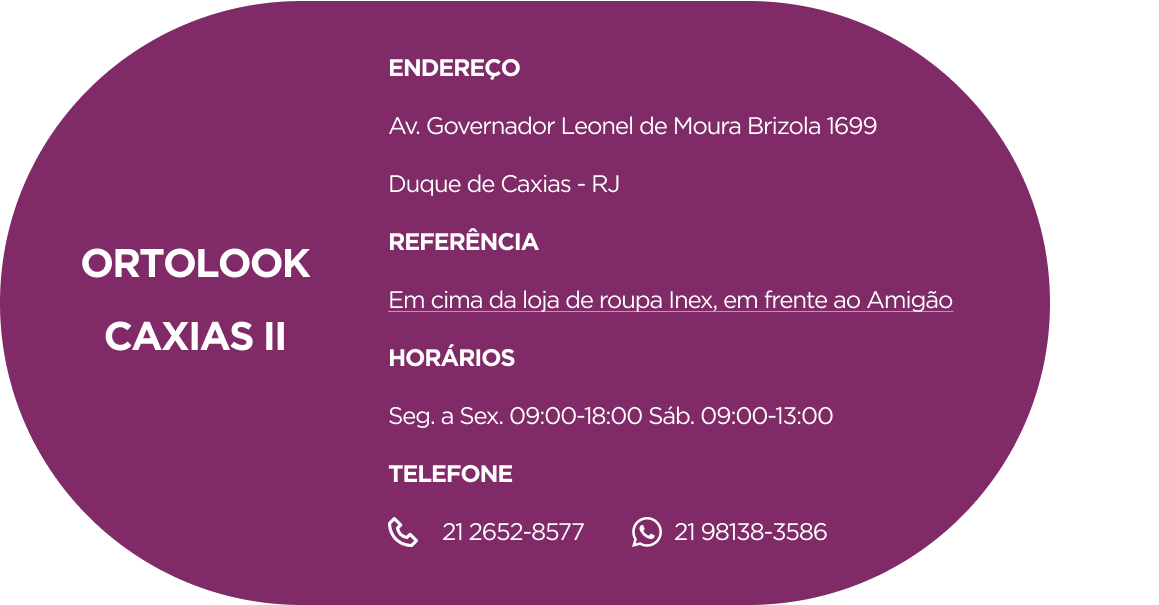 ORTOLOOK
CAXIAS II
ENDEREÇO
Av. Governador Leonel de Moura Brizola 1699
Duque de Caxias - RJ
REFERÊNCIA
Em cima da loja de roupa Inex, em frente ao Amigão
HORÁRIOS
Seg. a Sex. 09:00-18:00 Sáb. 09:00-13:00
TELEFONE
21 2652-8577 21 98138-3586